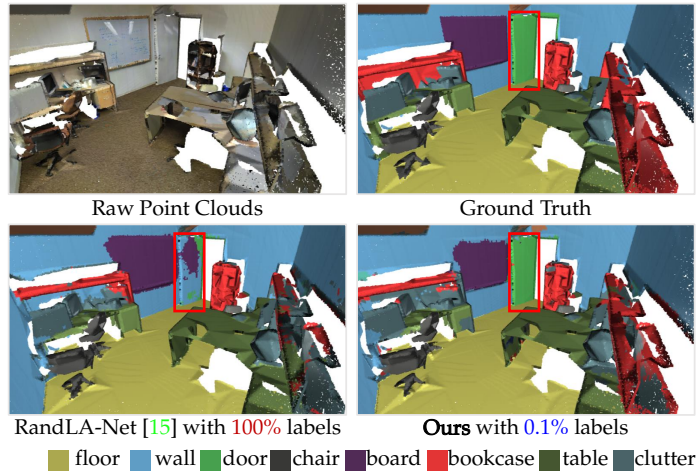 Raw Point Clouds
Ground Truth
RandLA-Net [15] with 100% labels
Ours with 0.1% labels
floor wall door chair board bookcase table clutter